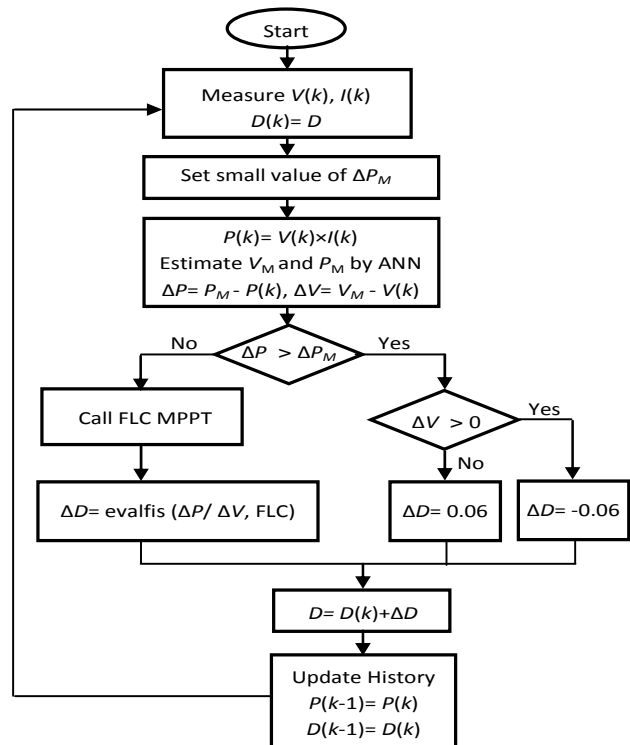 Start
Measure V(k), I(k)
D(k)= D
Set small value of ΔP_M
P(k)= V(k)×I(k)
Estimate V_M and P_M by ANN
ΔP= P_M - P(k), ΔV= V_M - V(k)
ΔP > ΔP_M
No
Yes
Call FLC MPPT
ΔV > 0
Yes
No
ΔD= evalfis (ΔP/ ΔV, FLC)
ΔD= 0.06
ΔD= -0.06
D= D(k)+ΔD
Update History
P(k-1)= P(k)
D(k-1)= D(k)